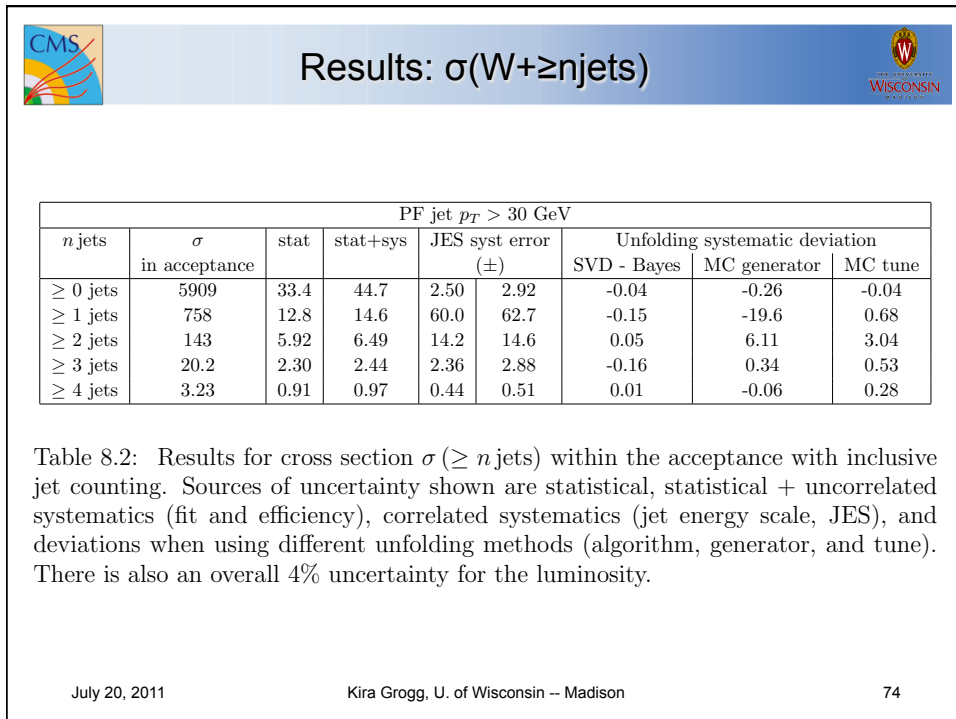 CMS
Results: σ(W+≥njets)
W
THE UNIVERSITY
WISCONSIN
MADISON
PF jet pT > 30 GeV
n jets σ stat stat+sys JES syst error Unfolding systematic deviation
in acceptance (±) SVD - Bayes MC generator MC tune
≥ 0 jets 5909 33.4 44.7 2.50 2.92 -0.04 -0.26 -0.04
≥ 1 jets 758 12.8 14.6 60.0 62.7 -0.15 -19.6 0.68
≥ 2 jets 143 5.92 6.49 14.2 14.6 0.05 6.11 3.04
≥ 3 jets 20.2 2.30 2.44 2.36 2.88 -0.16 0.34 0.53
≥ 4 jets 3.23 0.91 0.97 0.44 0.51 0.01 -0.06 0.28
Table 8.2: Results for cross section σ (≥ n jets) within the acceptance with inclusive
jet counting. Sources of uncertainty shown are statistical, statistical + uncorrelated
systematics (fit and efficiency), correlated systematics (jet energy scale, JES), and
deviations when using different unfolding methods (algorithm, generator, and tune).
There is also an overall 4% uncertainty for the luminosity.
July 20, 2011 Kira Grogg, U. of Wisconsin -- Madison 74